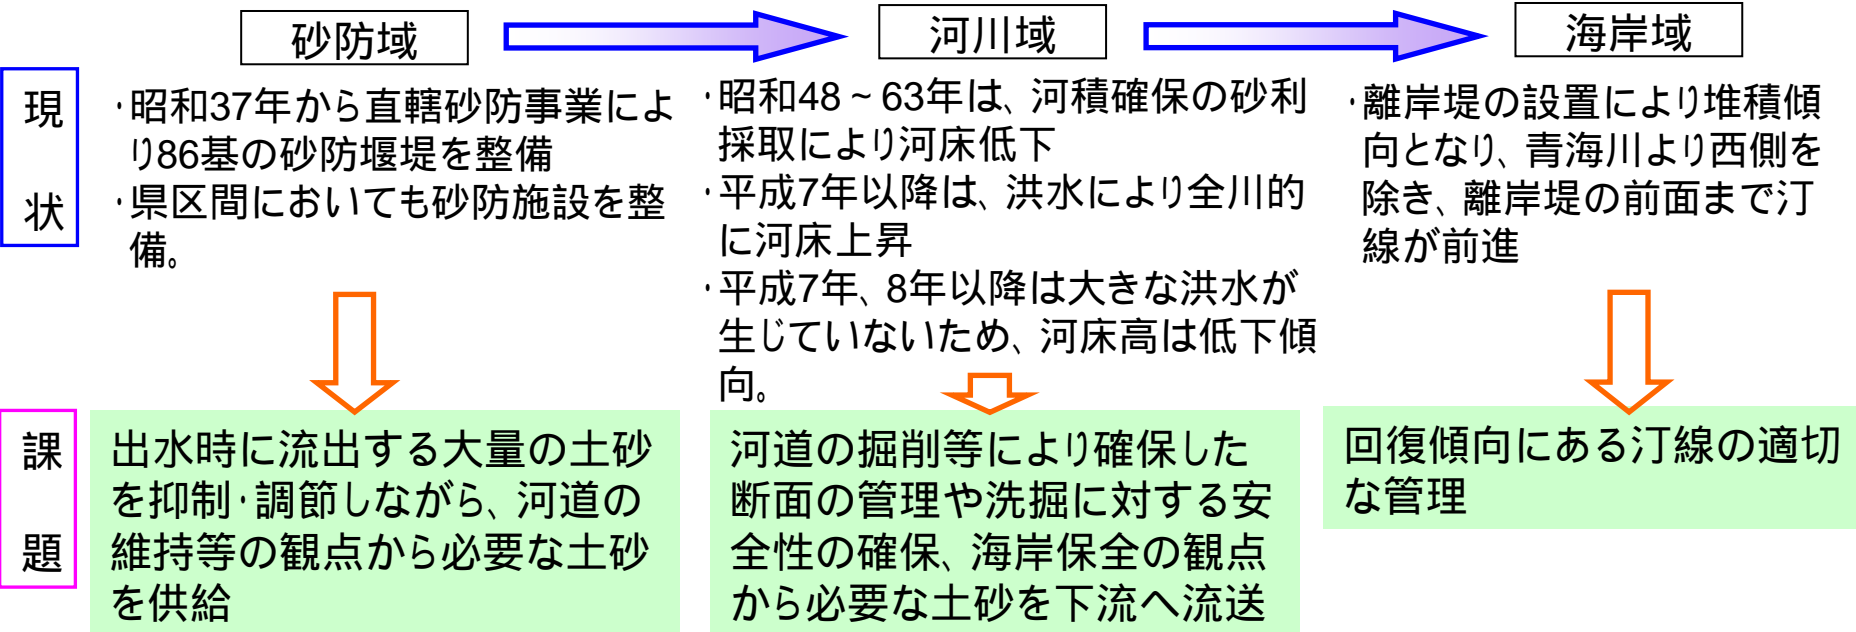 砂防域
河川域
海岸域
現
状
･昭和37年から直轄砂防事業によ
り86基の砂防堰堤を整備
･県区間においても砂防施設を整
備。
･昭和48～63年は、河積確保の砂利
採取により河床低下
･平成7年以降は、洪水により全川的
に河床上昇
･平成7年、8年以降は大きな洪水が
生じていないため、河床高は低下傾
向。
･離岸堤の設置により堆積傾
向となり、青海川より西側を
除き、離岸堤の前面まで汀
線が前進
課
題
出水時に流出する大量の土砂
を抑制･調節しながら、河道の
維持等の観点から必要な土砂
を供給
河道の掘削等により確保した
断面の管理や洗掘に対する安
全性の確保、海岸保全の観点
から必要な土砂を下流へ流送
回復傾向にある汀線の適切
な管理